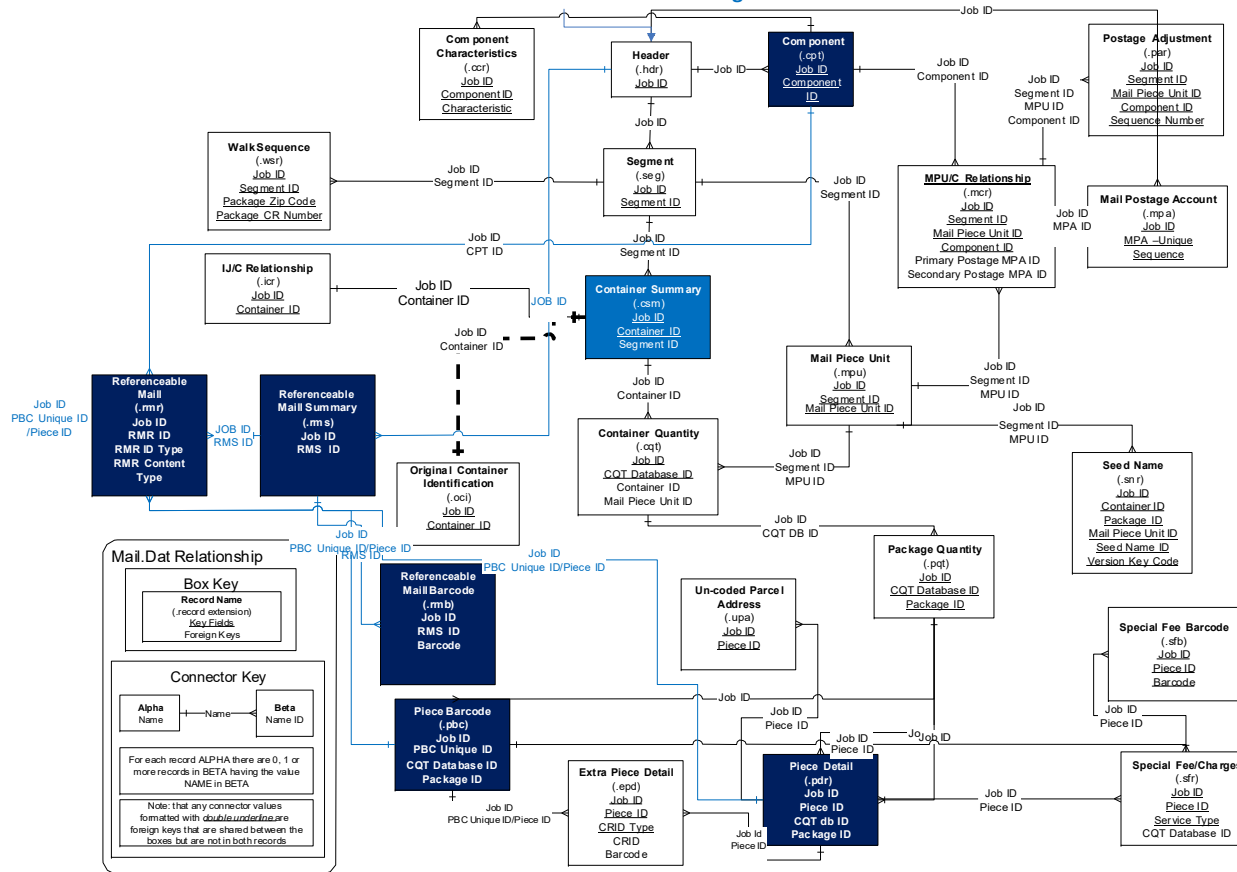 Component
Characteristics
(.ccr)
Job ID
Component ID
Characteristic
Header
(.hdr)
Job ID
Job ID
Component
(.cpt)
Job ID
Component
ID
Job ID
Postage Adjustment
(.par)
Job ID
Segment ID
Mail Piece Unit ID
Component ID
Sequence Number
Job ID
Component ID
Job ID
Segment ID
MPU ID
Component ID
Job ID
Walk Sequence
(.wsr)
Job ID
Segment ID
Package Zip Code
Package CR Number
Job ID
Segment ID
Segment
(.seg)
Job ID
Segment ID
Job ID
Segment ID
MPU/C Relationship
(.mcr)
Job ID
Segment ID
Mail Piece Unit ID
Component ID
Primary Postage MPA ID
Secondary Postage MPA ID
Job ID
MPA ID
Mail Postage Account
(.mpa)
Job ID
MPA –Unique
Sequence
Job ID
CPT ID
Job ID
Segment ID
IJ/C Relationship
(.icr)
Job ID
Container ID
Job ID
Container ID
JOB ID
Container Summary
(.csm)
Job ID
Container ID
Segment ID
Job ID
Container ID
Mail Piece Unit
(.mpu)
Job ID
Segment ID
Mail Piece Unit ID
Job ID
Segment ID
MPU ID
Job ID
Container ID
Job ID
PBC Unique ID
/Piece ID
Referenceable
Maill
(.rmr)
Job ID
RMR ID
RMR ID Type
RMR Content
Type
JOB ID
RMS ID
Referenceable
Maill Summary
(.rms)
Job ID
RMS ID
Container Quantity
(.cqt)
Job ID
CQT Database ID
Container ID
Mail Piece Unit ID
Job ID
Segment ID
MPU ID
Job ID
Segment ID
MPU ID
Seed Name
(.snr)
Job ID
Container ID
Package ID
Mail Piece Unit ID
Seed Name ID
Version Key Code
Original Container
Identification
(.oci)
Job ID
Container ID
Job ID
PBC Unique ID/Piece ID
RMS ID
Job ID
PBC Unique ID/Piece ID
Job ID
CQT DB ID
Package Quantity
(.pqt)
Job ID
CQT Database ID
Package ID
Mail.Dat Relationship
Box Key
Record Name
(.record extension)
Key Fields
Foreign Keys
Connector Key
Alpha
Name
Name
Beta
Name ID
For each record ALPHA there are 0, 1 or
more records in BETA having the value
NAME in BETA
Note: that any connector values
formatted with double underline are
foreign keys that are shared between the
boxes but are not in both records
Referenceable
Maill Barcode
(.rmb)
Job ID
RMS ID
Barcode
Un-coded Parcel
Address
(.upa)
Job ID
Piece ID
Special Fee Barcode
(.sfb)
Job ID
Piece ID
Barcode
Job ID
Piece Barcode
(.pbc)
Job ID
PBC Unique ID
CQT Database ID
Package ID
Job ID
Piece ID
Job ID
Piece ID
Job ID
Job ID
Piece ID
Extra Piece Detail
(.epd)
Job ID
Piece ID
CRID Type
CRID
Barcode
Job ID
PBC Unique ID/Piece ID
Job Id
Piece ID
Piece Detail
(.pdr)
Job ID
Piece ID
CQT db ID
Package ID
Job ID
Piece ID
Special Fee/Charges
(.sfr)
Job ID
Piece ID
Service Type
CQT Database ID